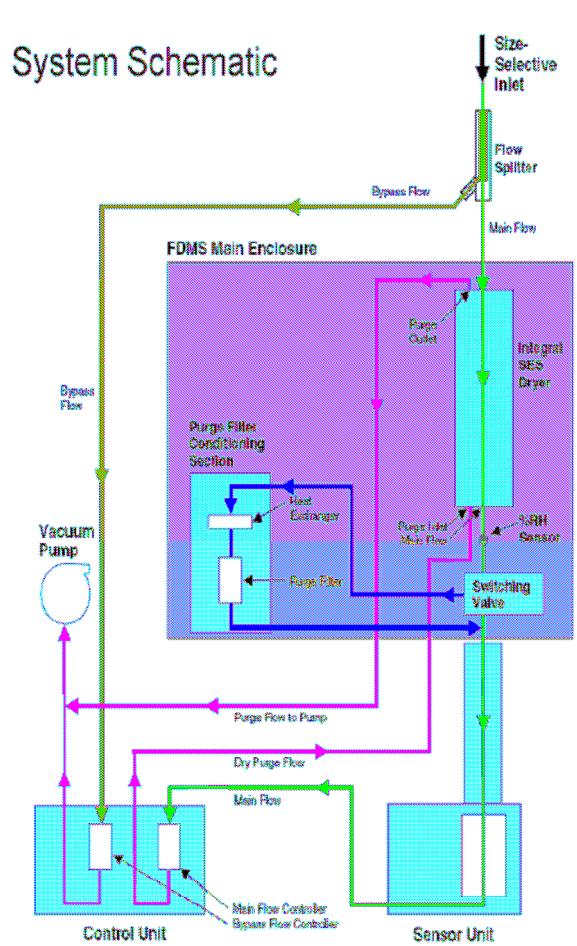 System Schematic
Size-
Selective
Inlet
Flow
Splitter
Bypass Flow
Main Flow
FDMS Main Enclosure
Purge
Outlet
Integral
SES
Dryer
Bypass
Flow
Purge Filter
Conditioning
Section
Heat
Exhanger
Purge Inlet
Main Flow
%RH
Sensor
Vacuum
Pump
Purge Filter
Switching
Valve
Purge Flow to Pump
Dry Purge Flow
Main Flow
Main Flow Controller
Bypass Flow Controller
Control Unit
Sensor Unit